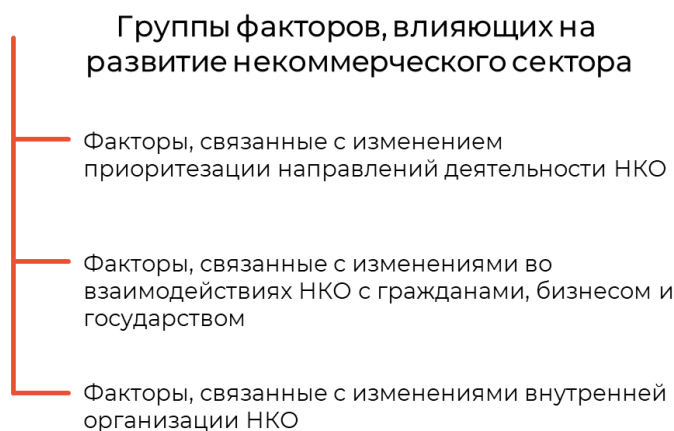 Группы факторов, влияющих на
развитие некоммерческого сектора
Факторы, связанные с изменением
приоритезации направлений деятельности НКО
Факторы, связанные с изменениями во
взаимодействиях НКО с гражданами, бизнесом и
государством
Факторы, связанные с изменениями внутренней
организации НКО